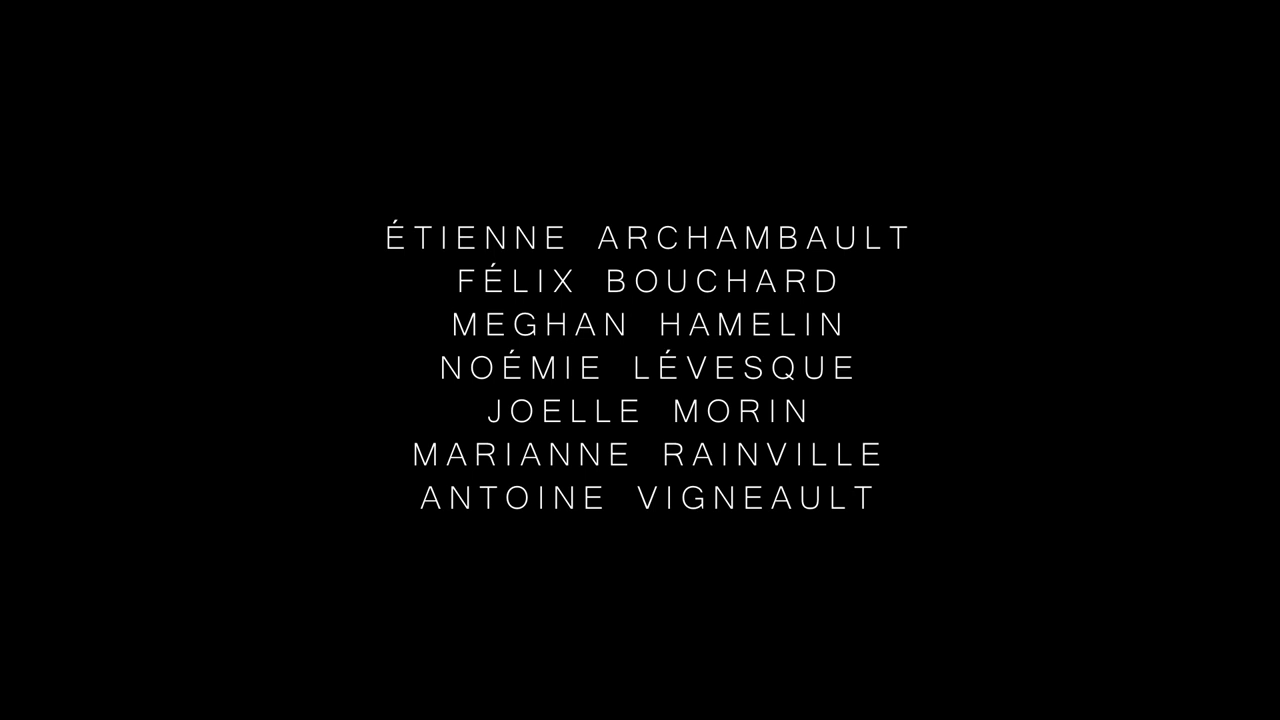 ÉTIENNE ARCHAMBAULT
FÉLIX BOUCHARD
MEGHAN HAMELIN
NOÉMIE LÉVESQUE
JOELLE MORIN
MARIANNE RAINVILLE
ANTOINE VIGNEAULT